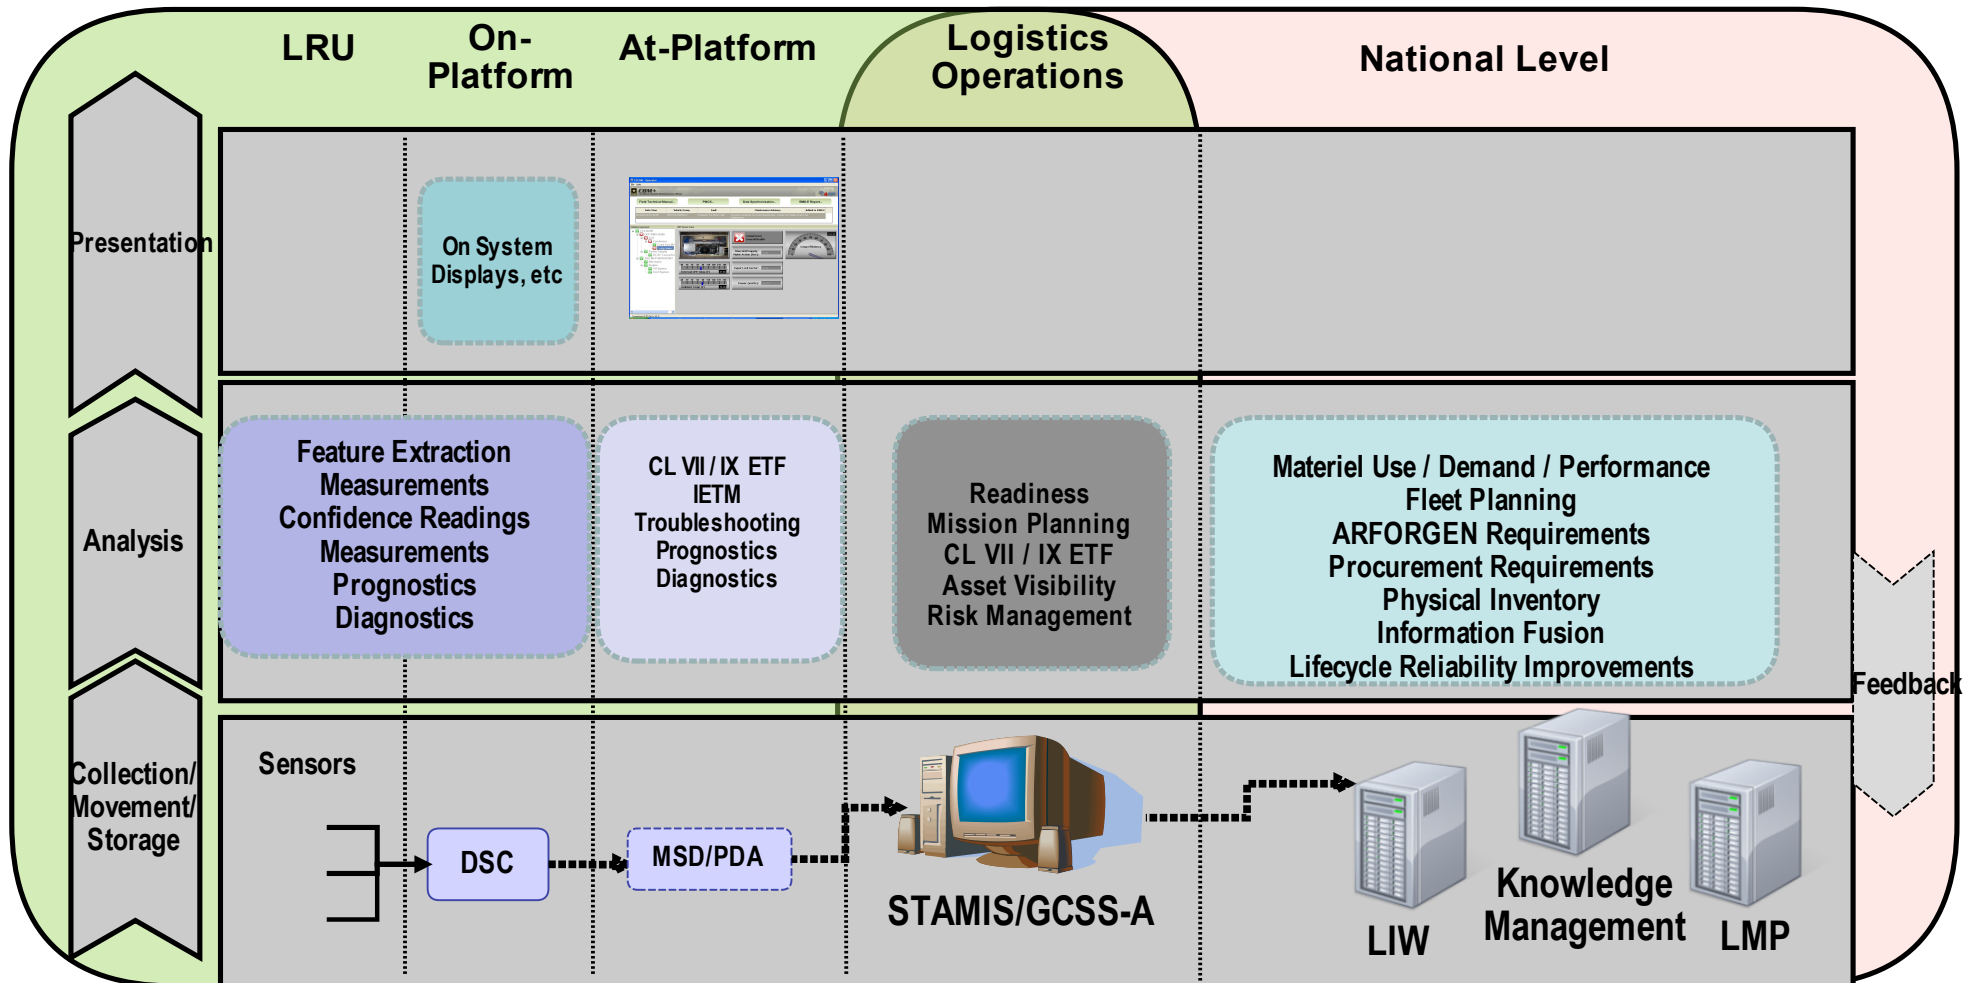 LRU
On-
Platform
At-Platform
Logistics
Operations
National Level
Presentation
On System
Displays, etc
CBM+
Analysis
Feature Extraction
Measurements
Confidence Readings
Measurements
Prognostics
Diagnostics
CL VII / IX ETF
IETM
Troubleshooting
Prognostics
Diagnostics
Readiness
Mission Planning
CL VII / IX ETF
Asset Visibility
Risk Management
Materiel Use / Demand / Performance
Fleet Planning
ARFORGEN Requirements
Procurement Requirements
Physical Inventory
Information Fusion
Lifecycle Reliability Improvements
Feedback
Collection/
Movement/
Storage
Sensors
DSC
MSD/PDA
STAMIS/GCSS-A
LIW
Knowledge
Management
LMP